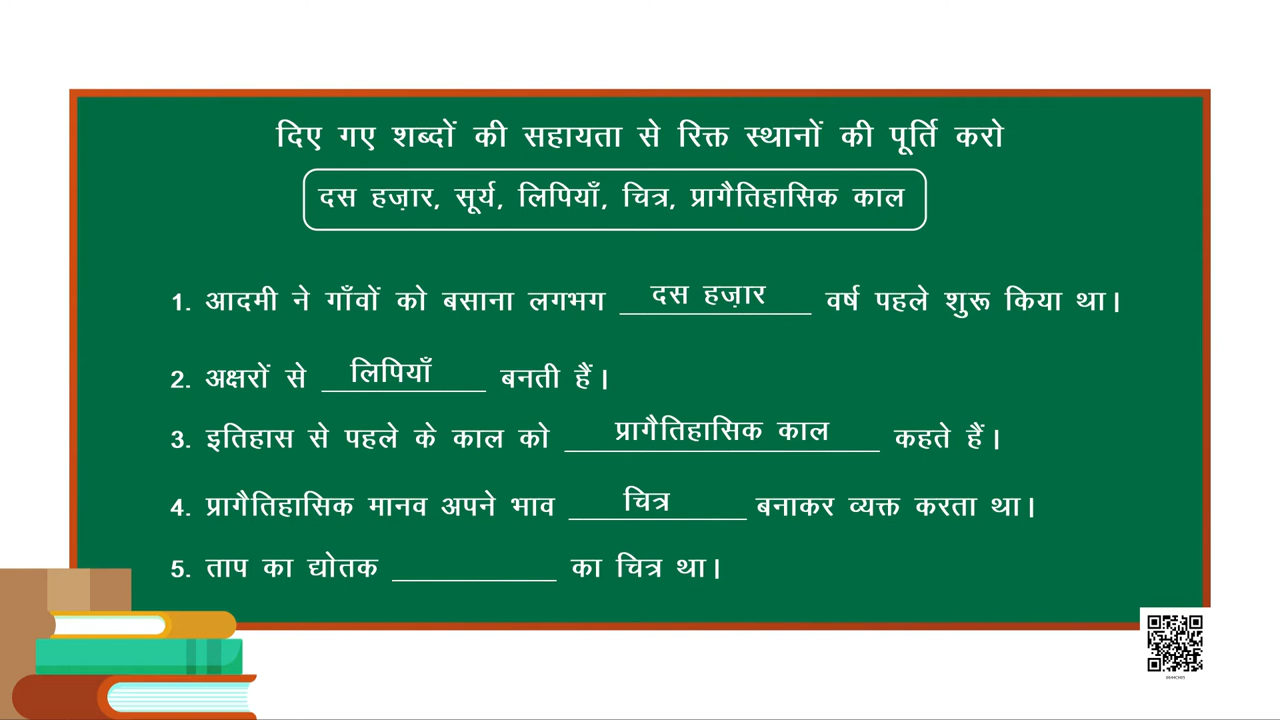 दिए गए शब्दों की सहायता से रिक्त स्थानों की पूर्ति करो
दस हज़ार, सूर्य, लिपियाँ, चित्र, प्रागैतिहासिक काल
1. आदमी ने गाँवों को बसाना लगभग दस हज़ार वर्ष पहले शुरू किया था।
2. अक्षरों से लिपियाँ बनती हैं।
3. इतिहास से पहले के काल को प्रागैतिहासिक काल कहते हैं।
4. प्रागैतिहासिक मानव अपने भाव चित्र बनाकर व्यक्त करता था।
5. ताप का द्योतक __________ का चित्र था।